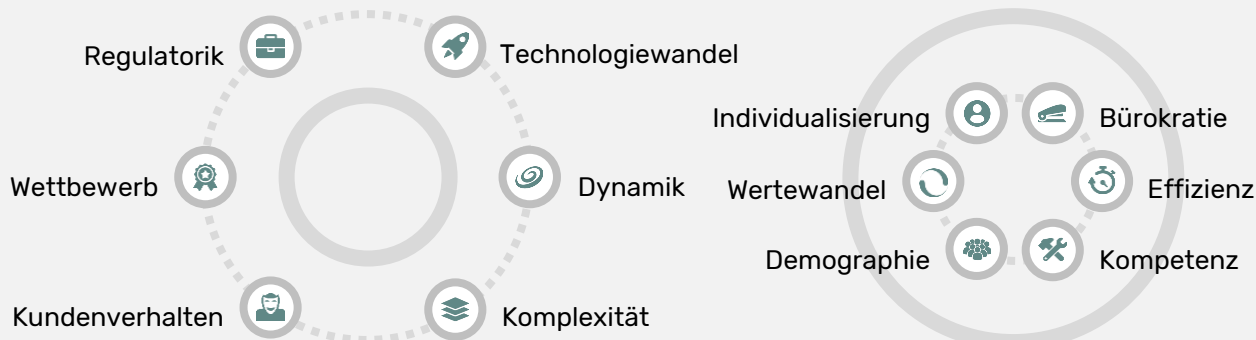 Regulatorik
Technologiewandel
Wettbewerb
Dynamik
Kundenverhalten
Komplexität
Individualisierung
Bürokratie
Wertewandel
Effizienz
Demographie
Kompetenz